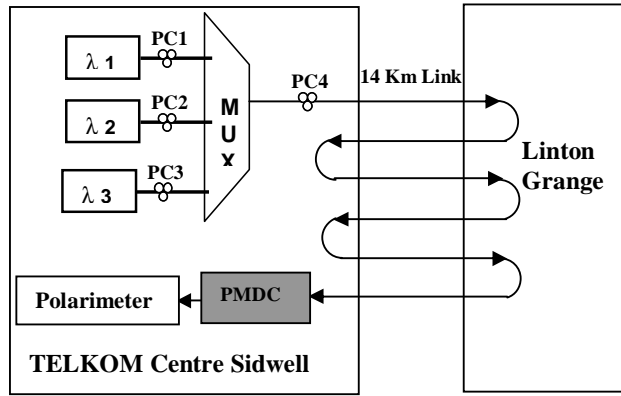 PC1
λ 1
PC2
λ 2
PC3
λ 3
M
U
X
PC4
14 Km Link
Linton
Grange
PMDC
Polarimeter
TELKOM Centre Sidwell